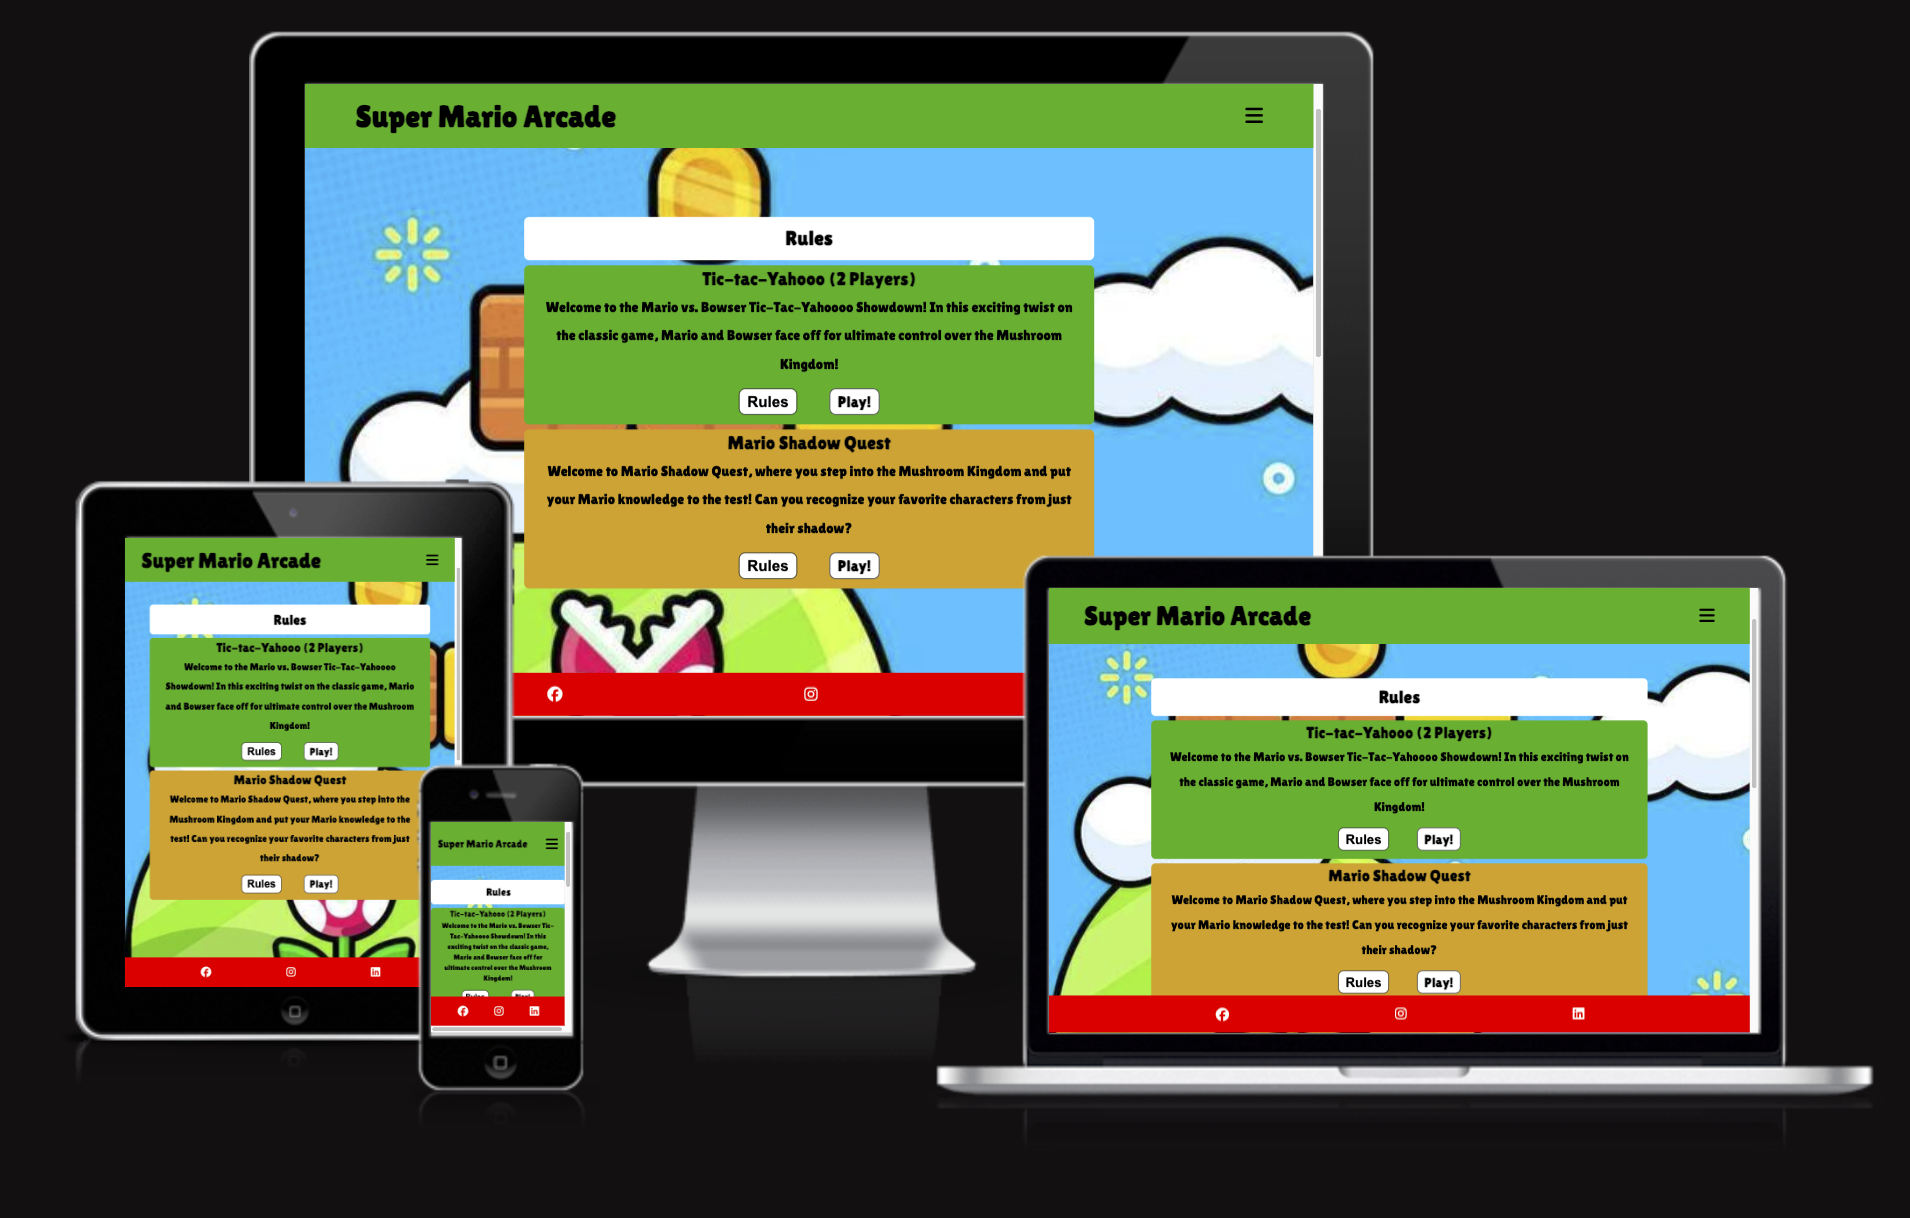 Super Mario Arcade
Rules
Tic-tac-Yahooo (2 Players)
Welcome to the Mario vs. Bowser Tic-Tac-Yahoooo Showdown! In this exciting twist on
the classic game, Mario and Bowser face off for ultimate control over the Mushroom
Kingdom!
Rules Play!
Mario Shadow Quest
Welcome to Mario Shadow Quest, where you step into the Mushroom Kingdom and put
your Mario knowledge to the test! Can you recognize your favorite characters from just
their shadow?
Rules Play!
Super Mario Arcade
Rules
Tic-tac-Yahooo (2 Players)
Welcome to the Mario vs. Bowser Tic-Tac-Yahoooo
Showdown! In this exciting twist on the classic game, Mario
and Bowser face off for ultimate control over the Mushroom
Kingdom!
Rules Play!
Mario Shadow Quest
Welcome to Mario Shadow Quest, where you step into the
Mushroom Kingdom and put your Mario knowledge to the
test! Can you recognize your favorite characters from just
their shadow?
Rules Play!
Super Mario Arcade
Rules
Tic-tac-Yahooo (2 Players)
Welcome to the Mario vs. Bowser Tic-
Tac-Yahoooo Showdown! In this
exciting twist on the classic game,
Mario and Bowser face off for
ultimate control over the Mushroom
Kingdom!
Rules Play!
Super Mario Arcade
Rules
Tic-tac-Yahooo (2 Players)
Welcome to the Mario vs. Bowser Tic-Tac-Yahoooo Showdown! In this exciting twist on
the classic game, Mario and Bowser face off for ultimate control over the Mushroom
Kingdom!
Rules Play!
Mario Shadow Quest
Welcome to Mario Shadow Quest, where you step into the Mushroom Kingdom and put
your Mario knowledge to the test! Can you recognize your favorite characters from just
their shadow?
Rules Play!